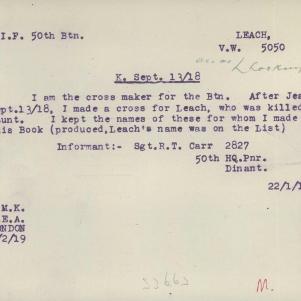 I.F. 50th Btn. LEACH,
V.W. 5050
K. Sept. 13/18
I am the cross maker for the Btn. After Jea
pt.13/18, I made a cross for Leach, who was killed
unt. I kept the names of these for whom I made
is Book (produced,Leach's name was on the List)
Informant:- Sgt.R.T. Carr 2827
50th HQ.Pnr.
Dinant.
22/1/1
M.K.
E.A.
ONDON
/2/19
M.